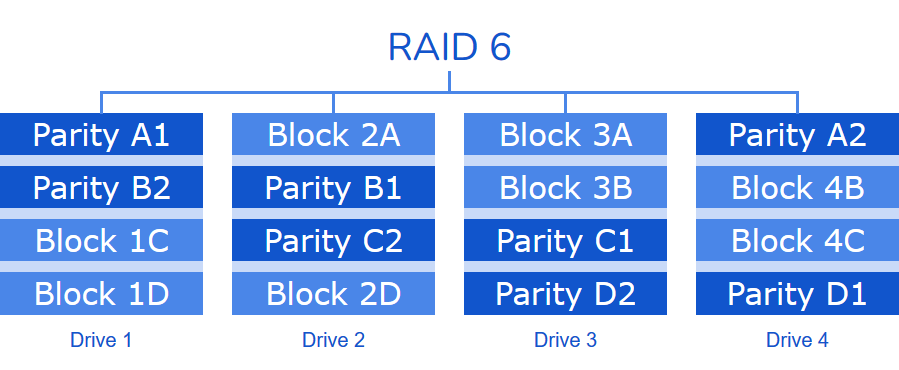 RAID 6
Parity A1 Block 2A Block 3A Parity A2
Parity B2 Parity B1 Block 3B Block 4B
Block 1C Parity C2 Parity C1 Block 4C
Block 1D Block 2D Parity D2 Parity D1
Drive 1 Drive 2 Drive 3 Drive 4